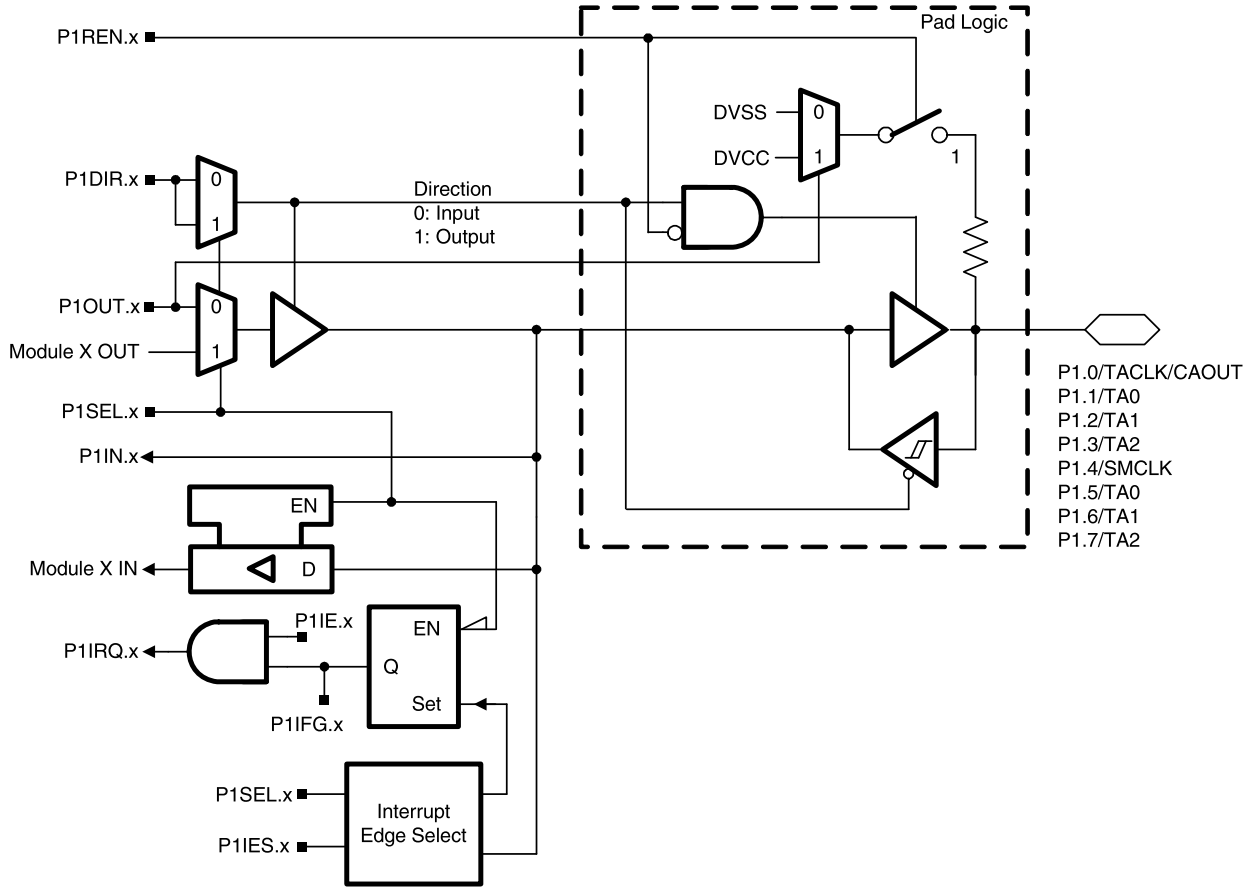 Pad Logic
P1REN.x
DVSS
0
DVCC
1
1
P1DIR.x
0
1
Direction
0: Input
1: Output
P1OUT.x
0
Module X OUT
1
P1SEL.x
P1IN.x
EN
Module X IN
D
P1IE.x
EN
P1IRQ.x
Q
Set
P1IFG.x
P1SEL.x
Interrupt
Edge Select
P1IES.x
P1.0/TACLK/CAOUT
P1.1/TA0
P1.2/TA1
P1.3/TA2
P1.4/SMCLK
P1.5/TA0
P1.6/TA1
P1.7/TA2